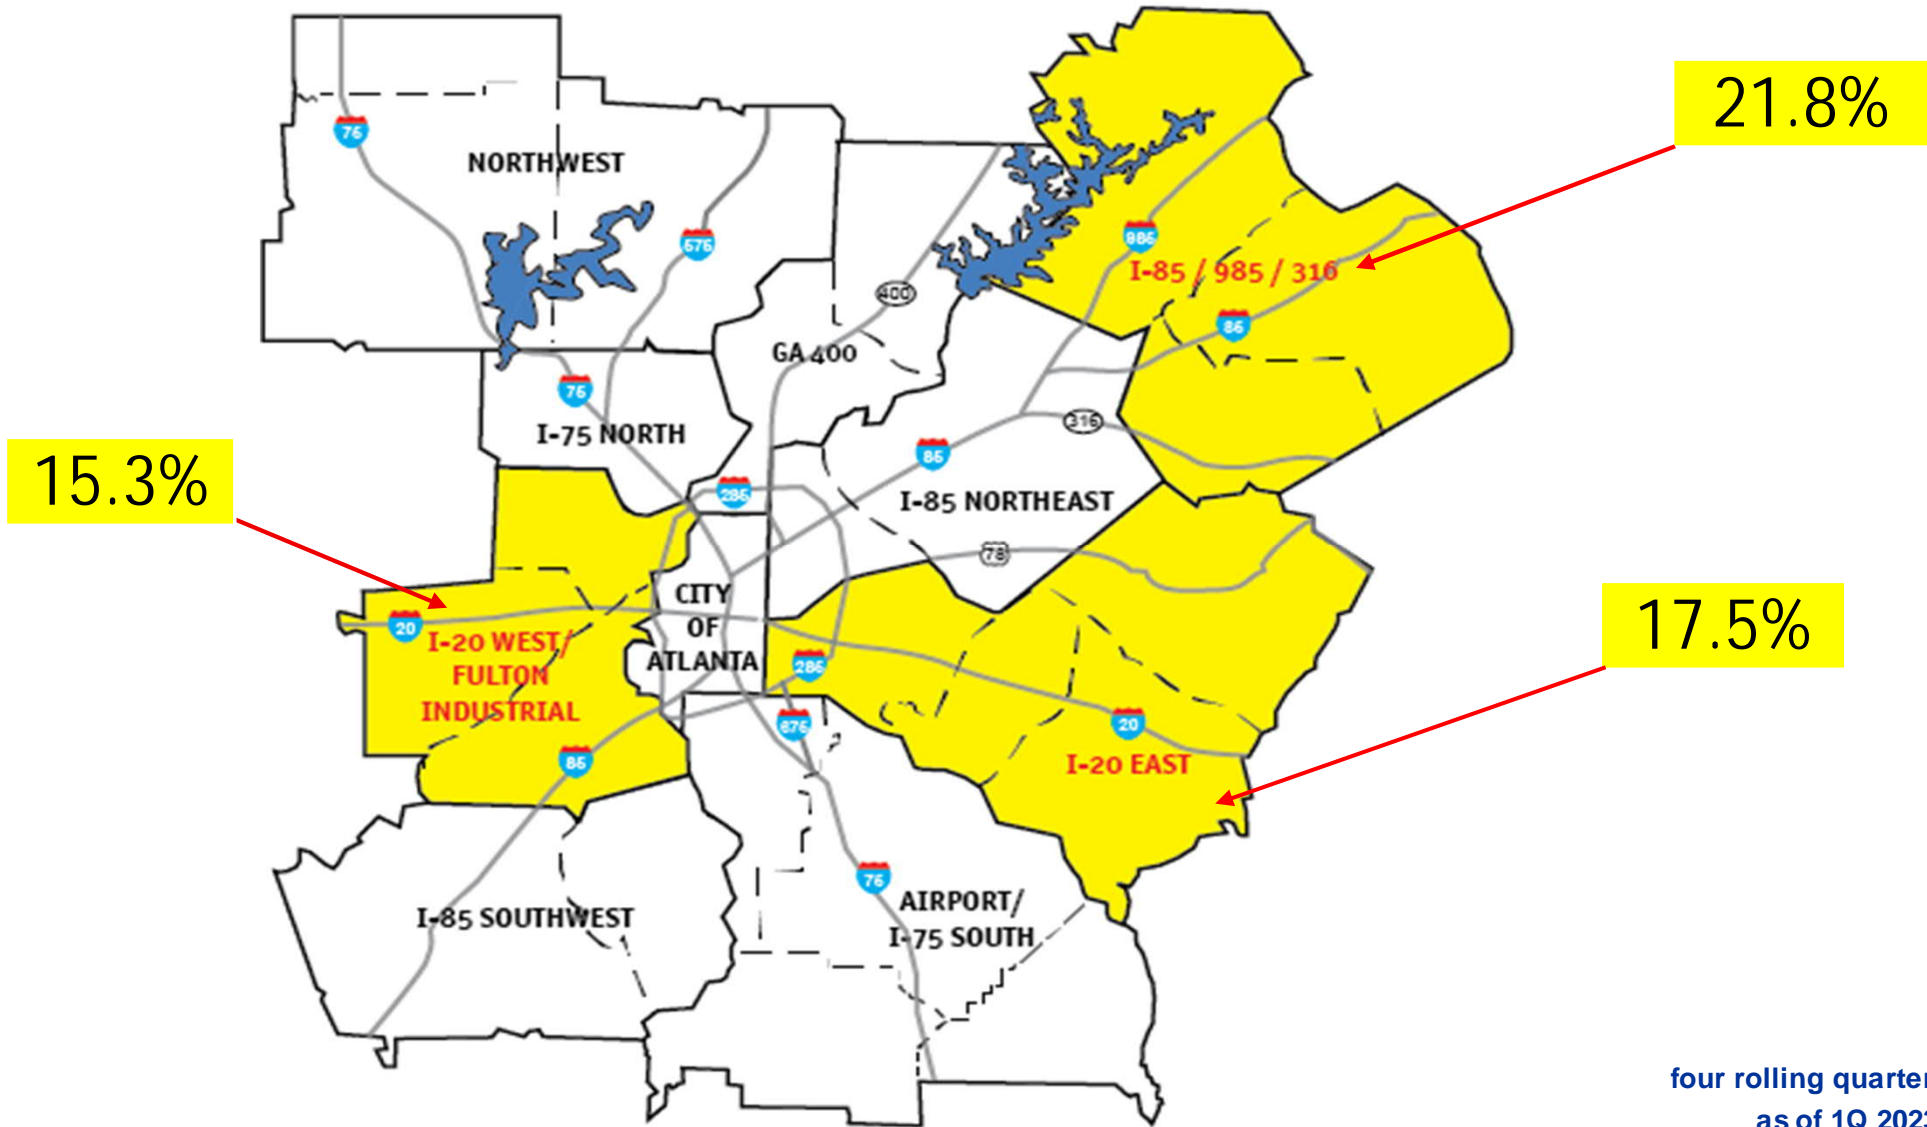 21.8%
75
NORTHWEST
575
985
I-85 / 985 / 316
400
85
GA 400
75
316
I-75 NORTH
85
15.3%
285
I-85 NORTHEAST
78
CITY
OF
ATLANTA
17.5%
20
I-20 WEST/
FULTON
INDUSTRIAL
285
675
20
85
I-20 EAST
75
AIRPORT/
I-75 SOUTH
I-85 SOUTHWEST
four rolling quarter
as of 1Q 2023